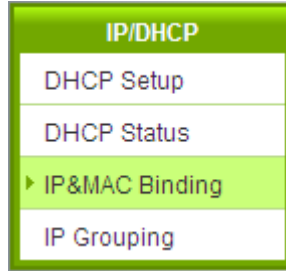 IP/DHCP
DHCP Setup
DHCP Status
IP&MAC Binding
IP Grouping